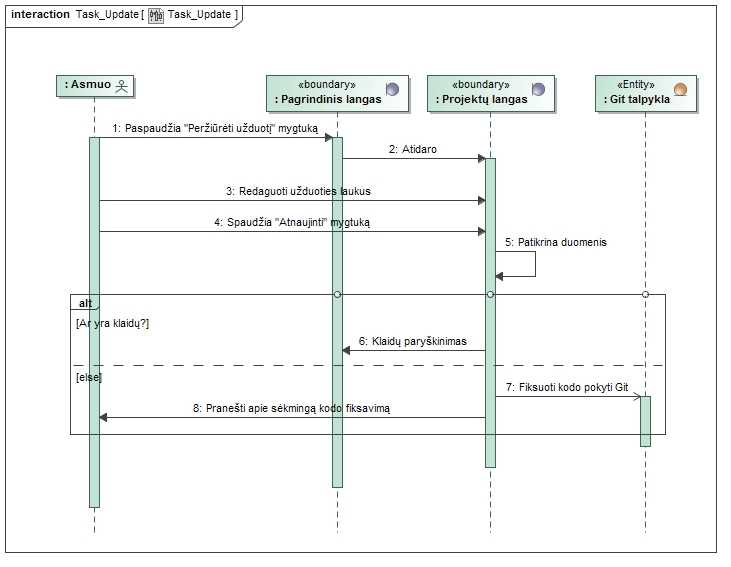 interaction Task_Update [ Task_Update ]
: Asmuo
«boundary»
: Pagrindinis langas
«boundary»
: Projektų langas
«Entity»
: Git talpykla
1: Paspaudžia "Peržiūrėti užduotį" mygtuką
2: Atidaro
3: Redaguoti užduoties laukus
4: Spaudžia "Atnaujinti" mygtuką
5: Patikrina duomenis
alt
[Ar yra klaidų?]
6: Klaidų paryškinimas
[else]
7: Fiksuoti kodo pokyti Git
8: Pranešti apie sėkmingą kodo fiksavimą